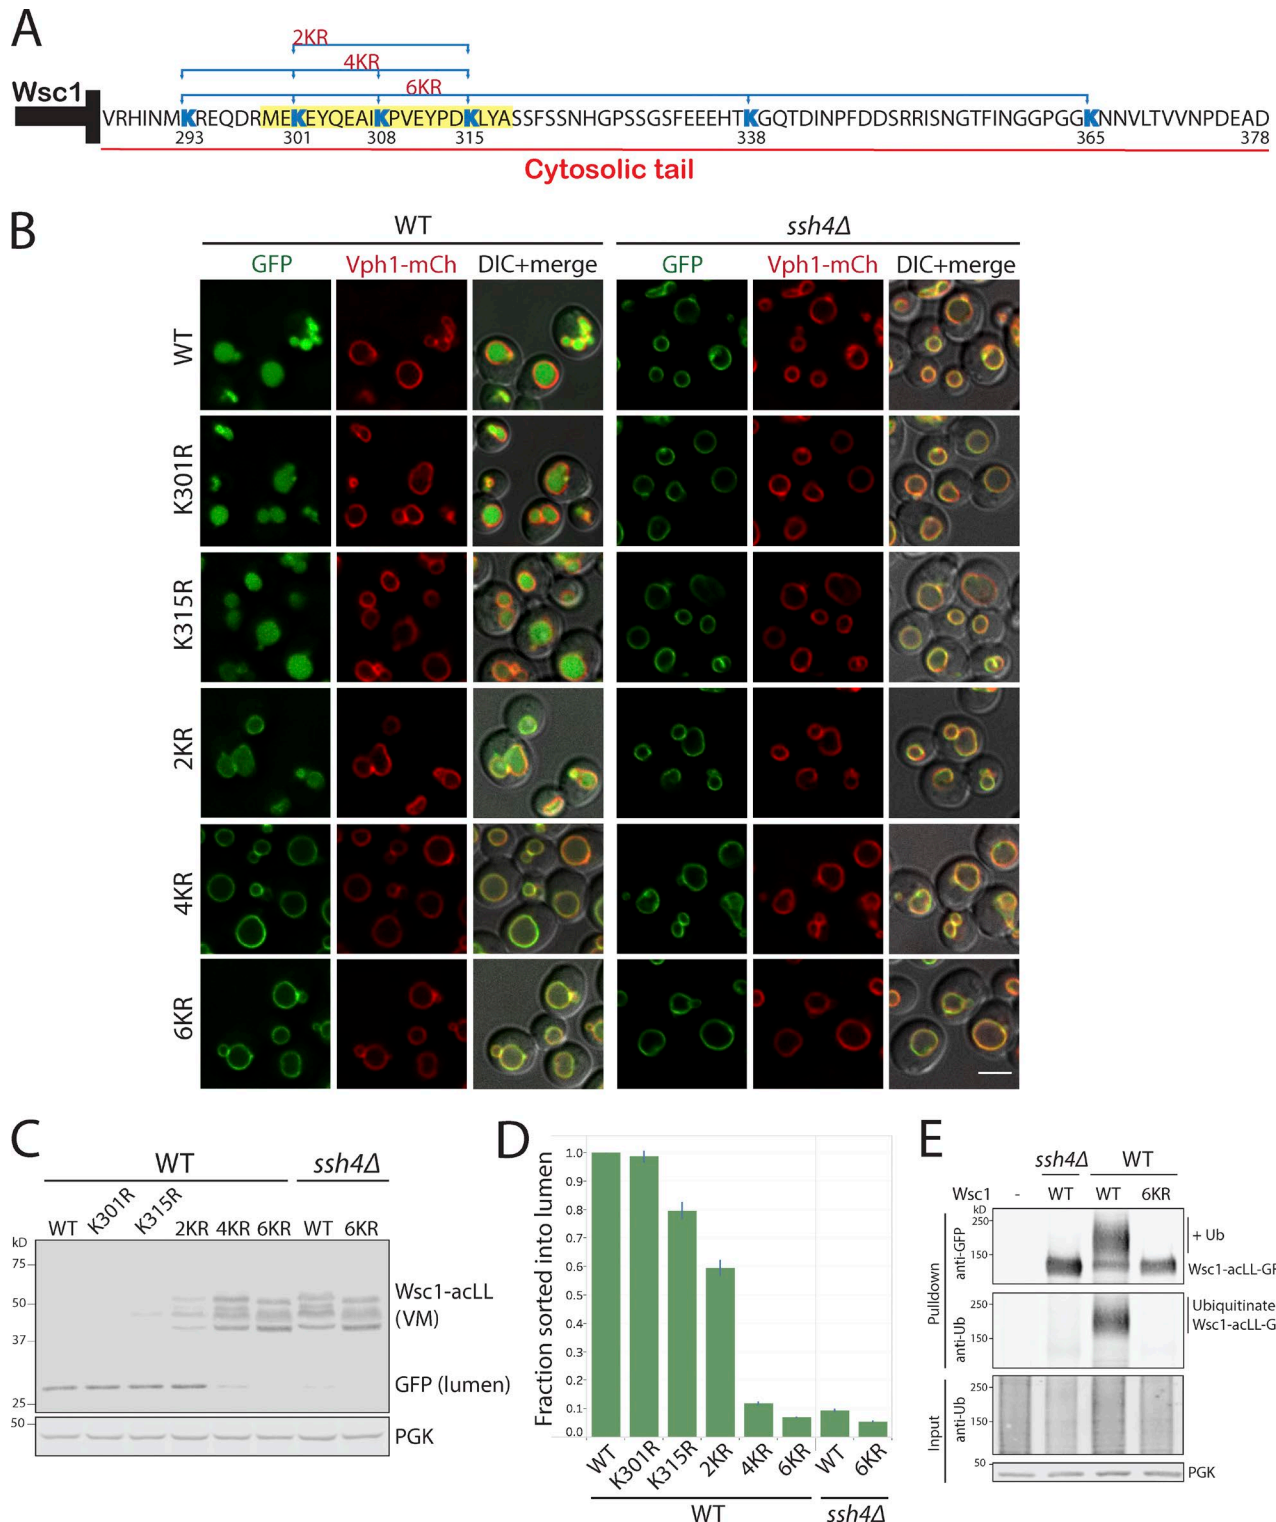 A
2KR
4KR
6KR
Wsc1
VRHINMKREQDRMEKEYQEAIKPVEYPDKLYASSFSSNHGPSSGSFEEEHTKGQTDINPFDDSRRISNGTFINGGPGGKNNVLTVVNPDEAD
293 301 308 315 338 365 378
Cytosolic tail
B
WT ssh4Δ
GFP Vph1-mCh DIC+merge GFP Vph1-mCh DIC+merge
WT
K301R
K315R
2KR
4KR
6KR
C
WT ssh4Δ
WT K301R K315R 2KR 4KR 6KR WT 6KR
kD
75
50
37
25
50
Wsc1-acLL
(VM)
GFP (lumen)
PGK
D
Fraction sorted into lumen
1.0
0.9
0.8
0.7
0.6
0.5
0.4
0.3
0.2
0.1
0.0
WT K301R K315R 2KR 4KR 6KR WT 6KR
WT ssh4Δ
E
ssh4Δ WT
Wsc1 - WT WT 6KR
kD
Pulldown
anti-GFP
250
150
+ Ub
Wsc1-acLL-GF
anti-Ub
250
150
Ubiquitinate
Wsc1-acLL-G
Input
anti-Ub
250
150
50
PGK